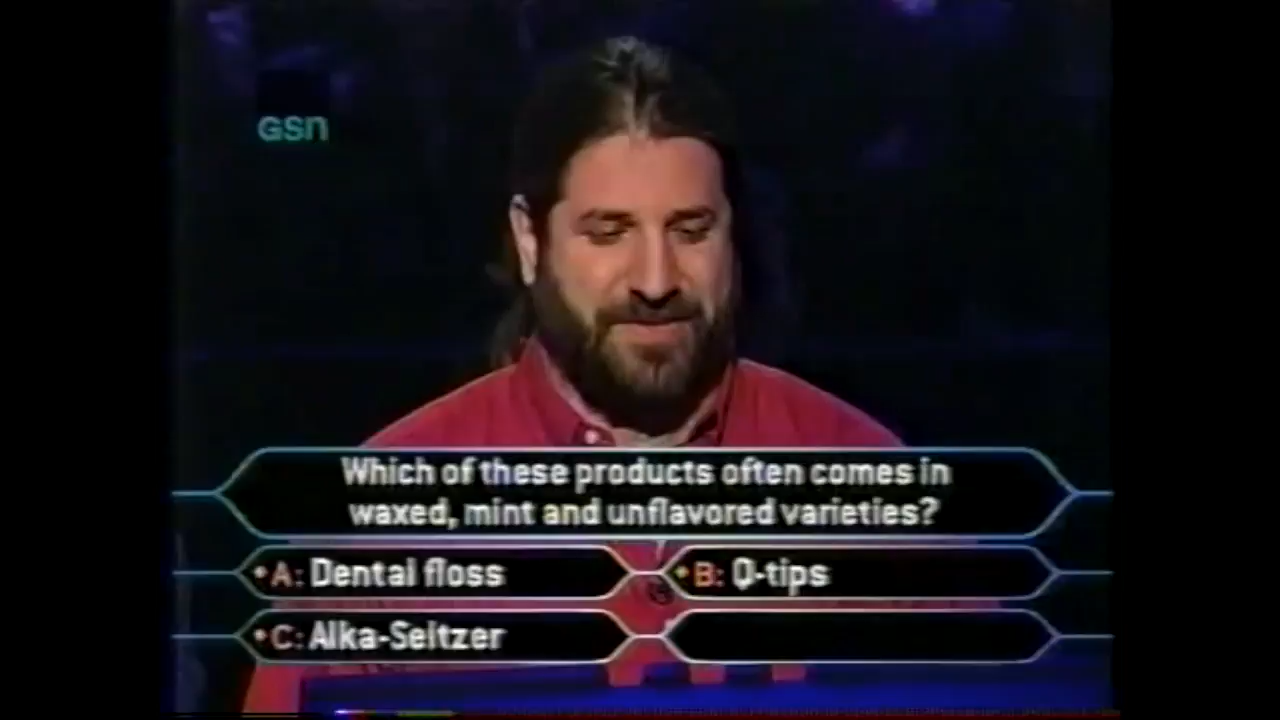 GSN
Which of these products often comes in
waxed, mint and unflavored varieties?
A: Dental floss
B: Q-tips
C: Alka-Seltzer